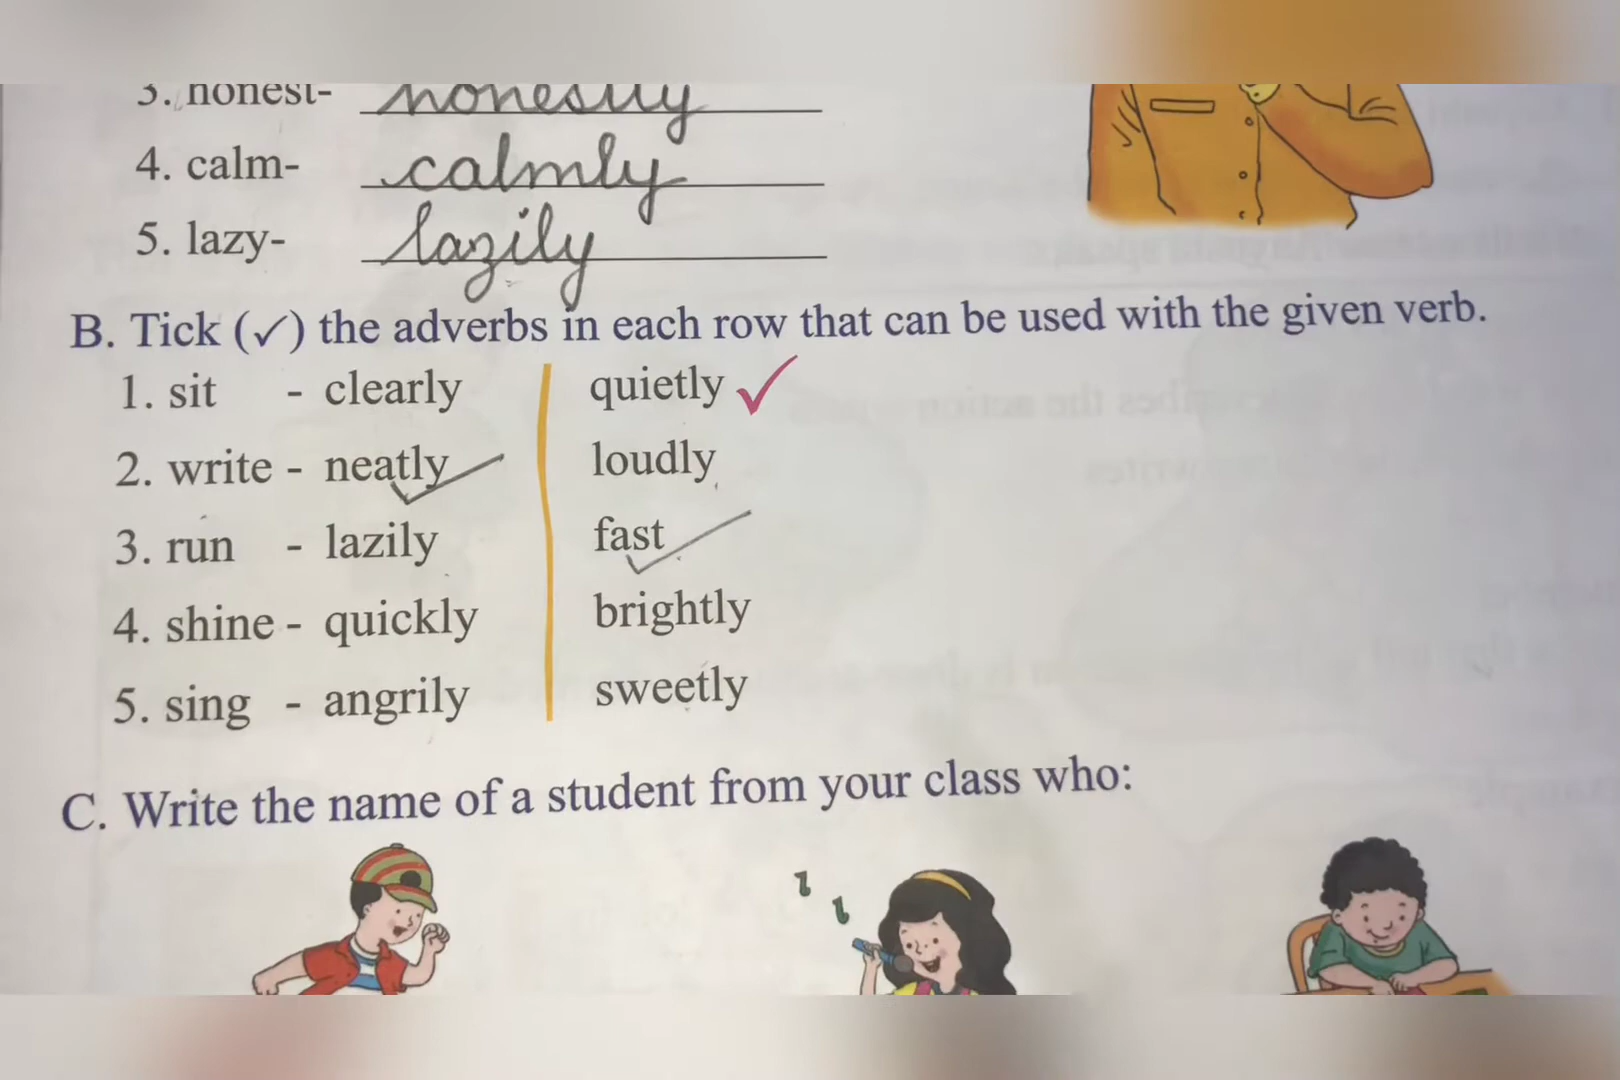 3. honest- honestly
4. calm- calmly
5. lazy- lazily
B. Tick (✓) the adverbs in each row that can be used with the given verb.
1. sit - clearly quietly ✓
2. write - neatly ✓ loudly
3. run - lazily fast ✓
4. shine - quickly brightly
5. sing - angrily sweetly
C. Write the name of a student from your class who: